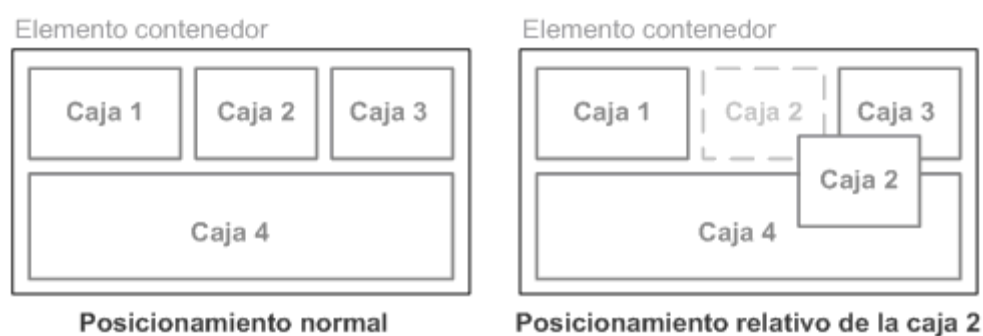 Elemento contenedor
Caja 1
Caja 2
Caja 3
Caja 4
Posicionamiento normal
Elemento contenedor
Caja 1
Caja 2
Caja 3
Caja 2
Caja 4
Posicionamiento relativo de la caja 2